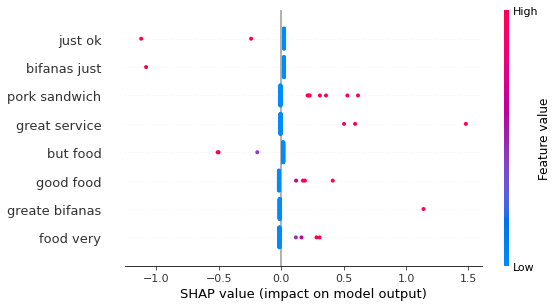 High
just ok
bifanas just
pork sandwich
great service
but food
good food
greate bifanas
food very
Feature value
Low
−1.0 −0.5 0.0 0.5 1.0 1.5
SHAP value (impact on model output)